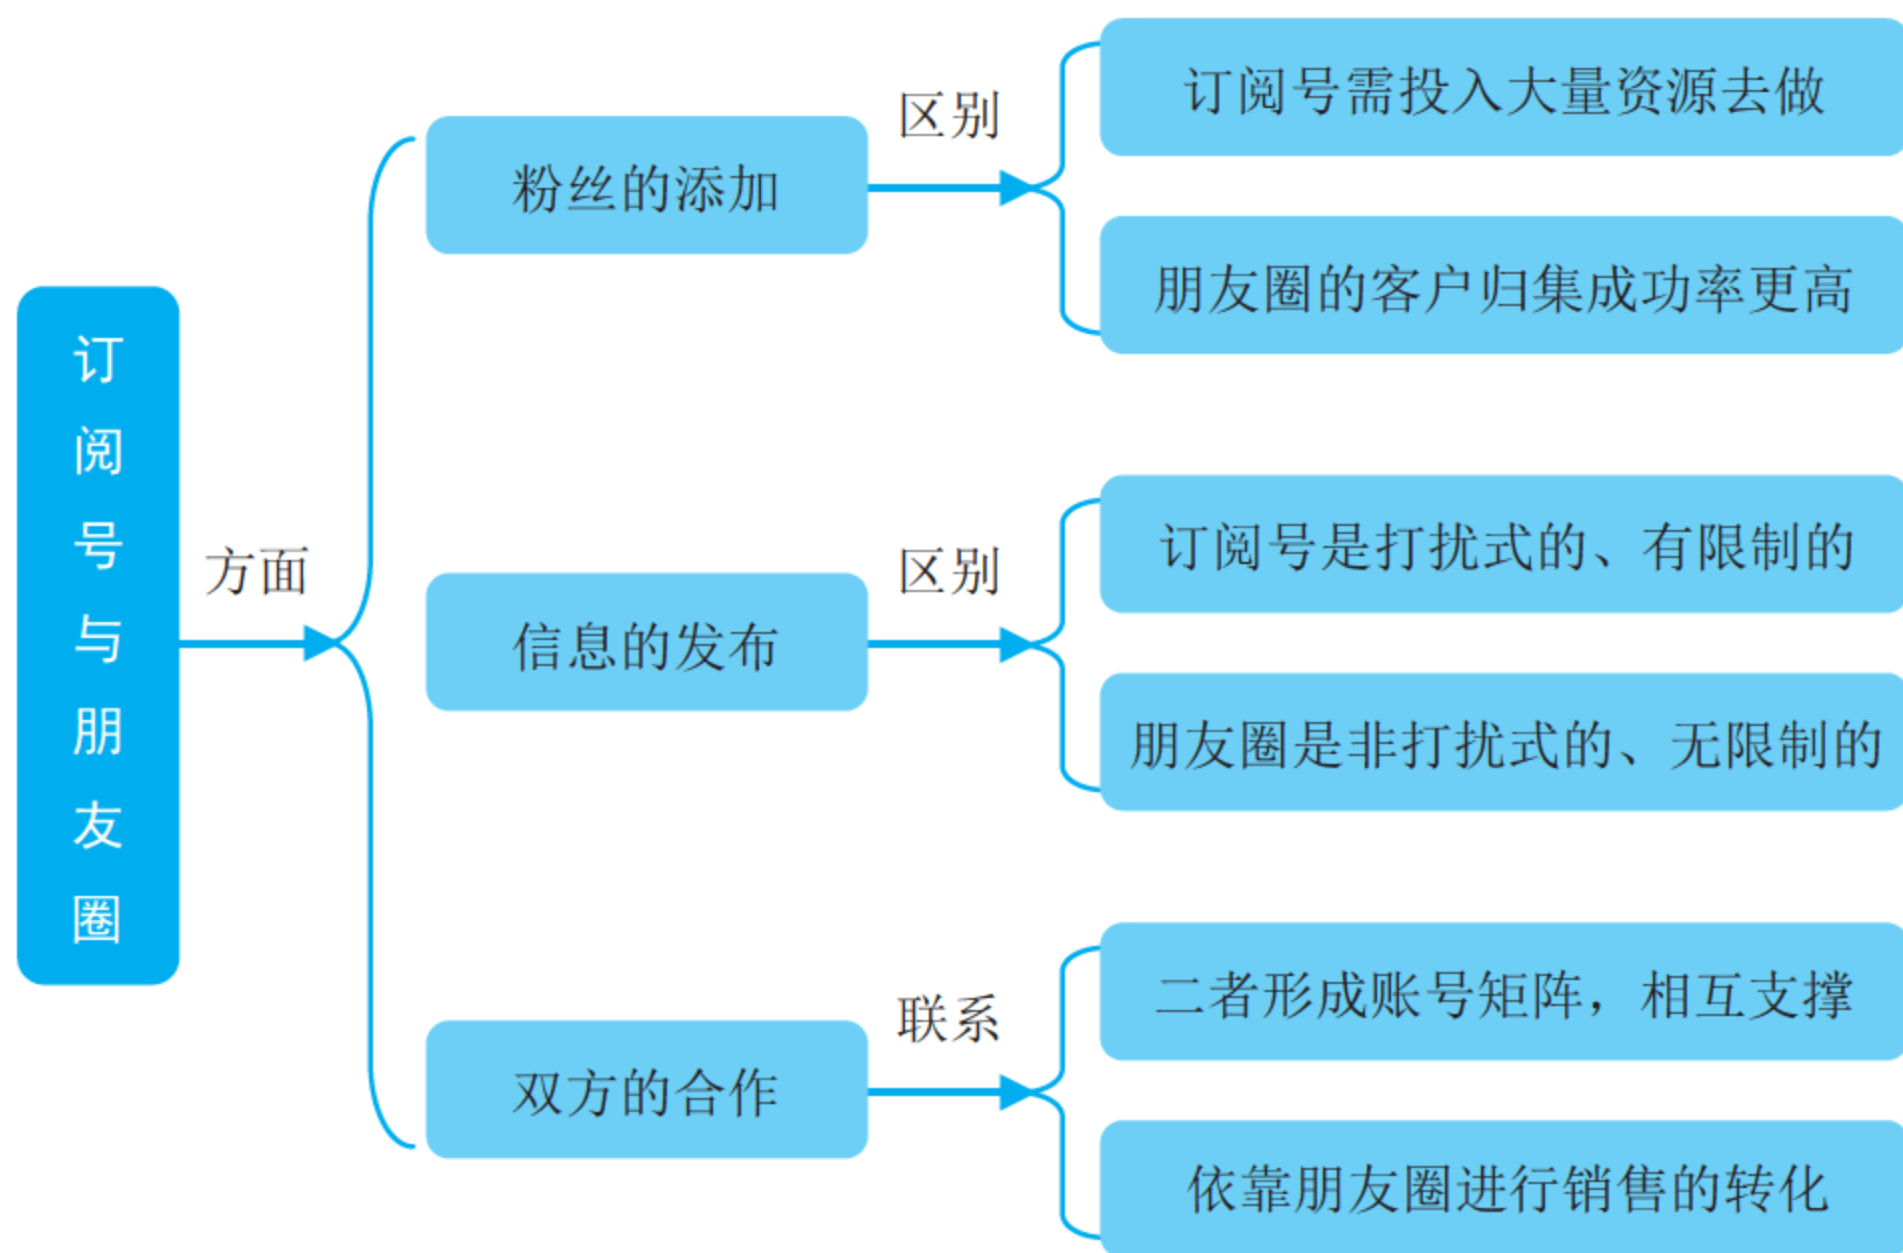 订阅号与朋友圈
方面
粉丝的添加
区别
订阅号需投入大量资源去做
朋友圈的客户归集成功率更高
信息的发布
区别
订阅号是打扰式的、有限制的
朋友圈是非打扰式的、无限制的
双方的合作
联系
二者形成账号矩阵，相互支撑
依靠朋友圈进行销售的转化